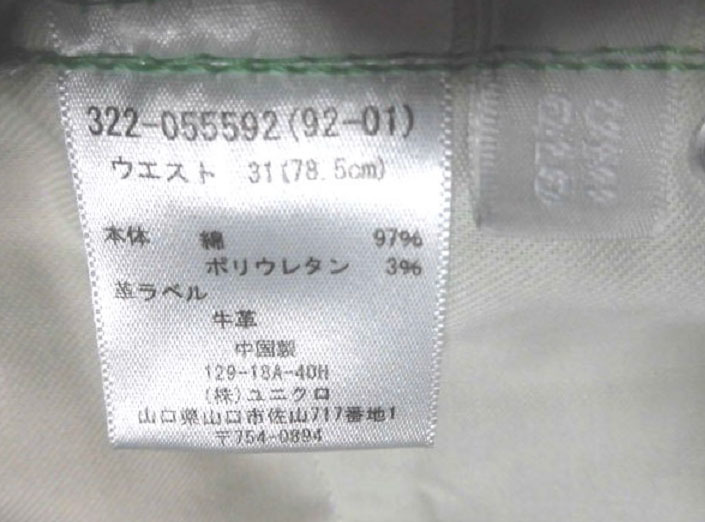 322-055592(92-01)
ウエスト 31(78.5cm)
本体 綿 97%
ポリウレタン 3%
革ラベル
牛革
中国製
129-18A-40H
(株)ユニクロ
山口県山口市佐山717番地1
〒754-0894